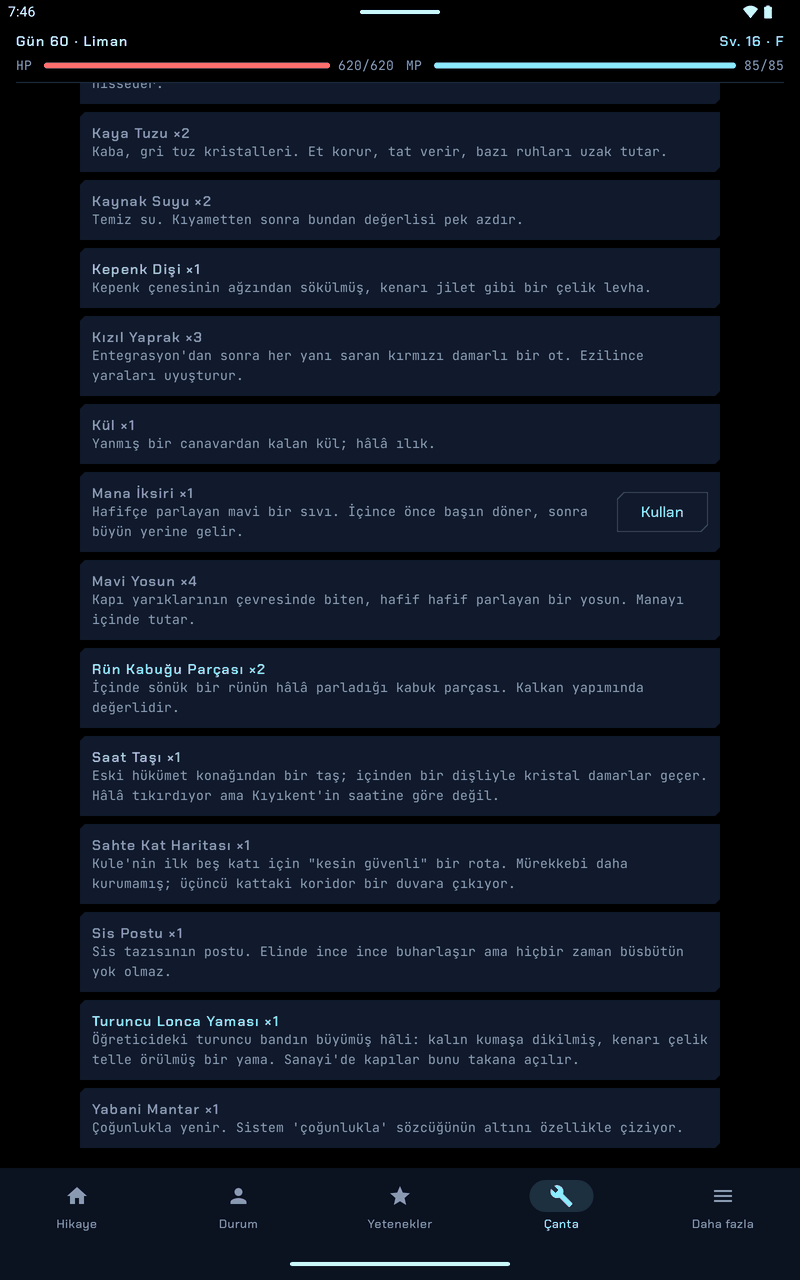 7:46
Gün 60 · Liman
Sv. 16 · F
HP 620/620 MP 85/85
hisseder.
Kaya Tuzu ×2
Kaba, gri tuz kristalleri. Et korur, tat verir, bazı ruhları uzak tutar.
Kaynak Suyu ×2
Temiz su. Kıyametten sonra bundan değerlisi pek azdır.
Kepenk Dişi ×1
Kepenk çenesinin ağzından sökülmüş, kenarı jilet gibi bir çelik levha.
Kızıl Yaprak ×3
Entegrasyon'dan sonra her yanı saran kırmızı damarlı bir ot. Ezilince
yaraları uyuşturur.
Kül ×1
Yanmış bir canavardan kalan kül; hâlâ ılık.
Mana İksiri ×1
Hafifçe parlayan mavi bir sıvı. İçince önce başın döner, sonra
büyün yerine gelir.
Kullan
Mavi Yosun ×4
Kapı yarıklarının çevresinde biten, hafif hafif parlayan bir yosun. Manayı
içinde tutar.
Rün Kabuğu Parçası ×2
İçinde sönük bir rünün hâlâ parladığı kabuk parçası. Kalkan yapımında
değerlidir.
Saat Taşı ×1
Eski hükümet konağından bir taş; içinden bir dişliyle kristal damarlar geçer.
Hâlâ tıkırdıyor ama Kıyıkent'in saatine göre değil.
Sahte Kat Haritası ×1
Kule'nin ilk beş katı için "kesin güvenli" bir rota. Mürekkebi daha
kurumamış; üçüncü kattaki koridor bir duvara çıkıyor.
Sis Postu ×1
Sis tazısının postu. Elinde ince ince buharlaşır ama hiçbir zaman büsbütün
yok olmaz.
Turuncu Lonca Yaması ×1
Öğreticideki turuncu bandın büyümüş hâli: kalın kumaşa dikilmiş, kenarı çelik
telle örülmüş bir yama. Sanayi'de kapılar bunu takana açılır.
Yabani Mantar ×1
Çoğunlukla yenir. Sistem 'çoğunlukla' sözcüğünün altını özellikle çiziyor.
Hikaye
Durum
Yetenekler
Çanta
Daha fazla